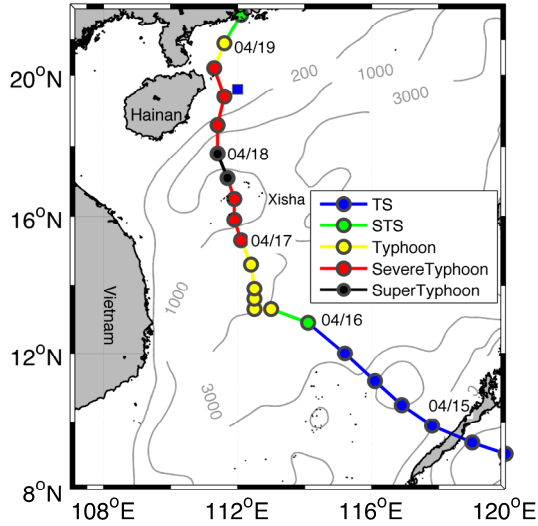 04/19
20°N
200
1000
3000
Hainan
04/18
Xisha
TS
STS
Typhoon
SevereTyphoon
SuperTyphoon
16°N
04/17
1000
Vietnam
04/16
12°N
3000
04/15
8°N
108°E
112°E
116°E
120°E